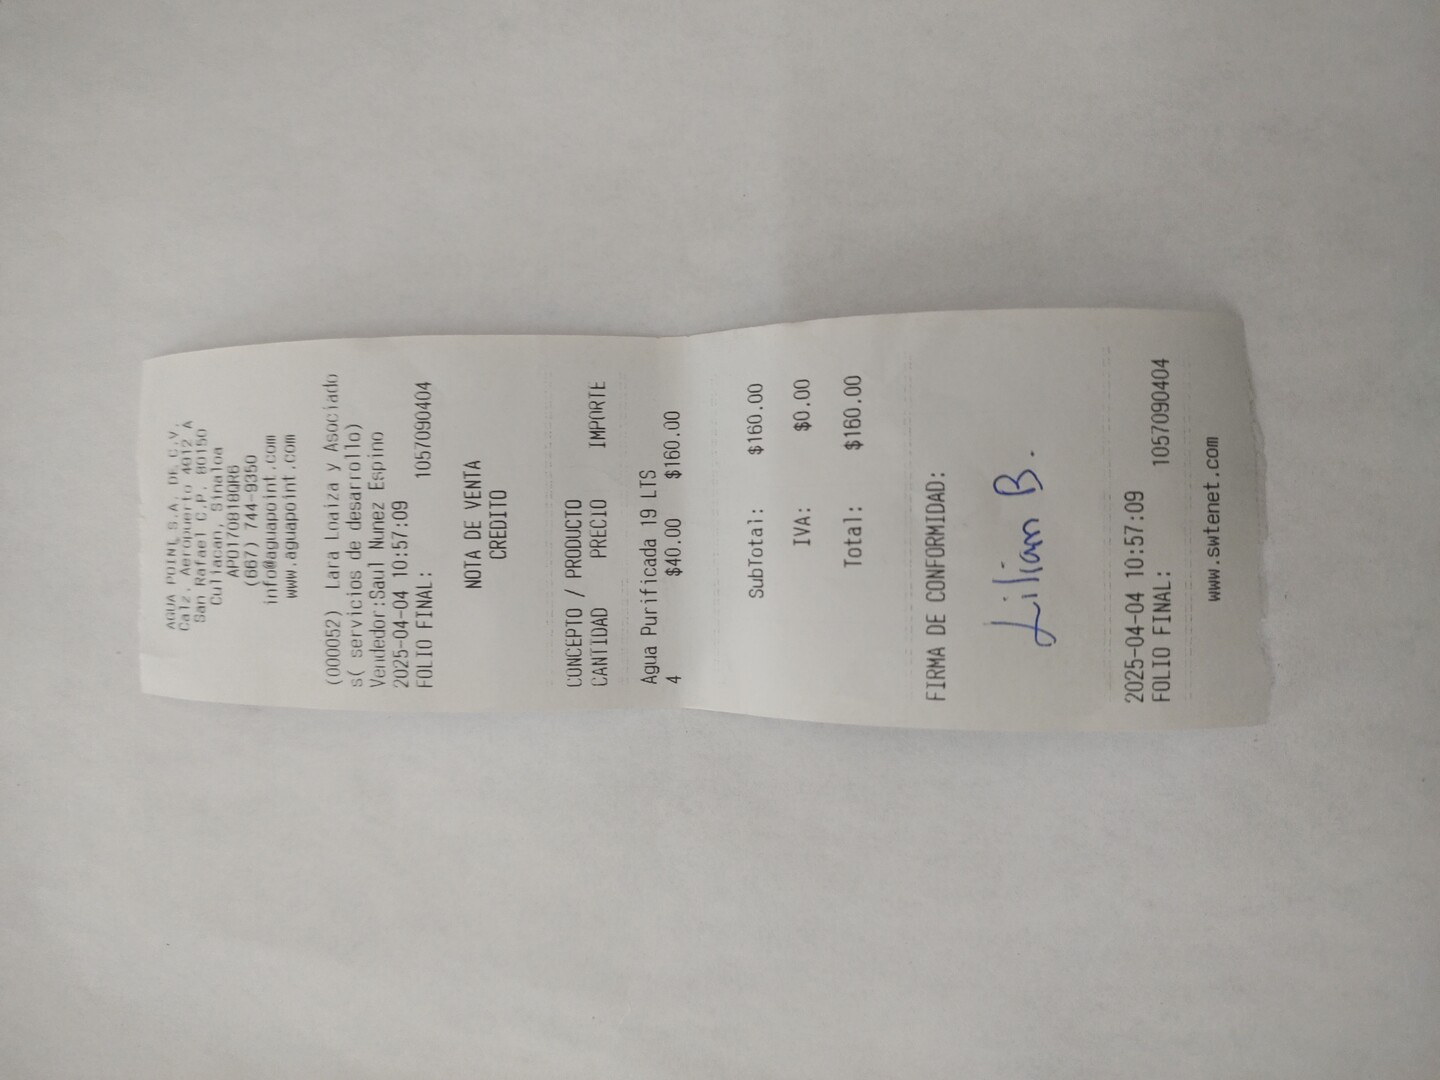 AGUA POINT S.A. DE C.V.
Calz. Aeropuerto 4012 A
San Rafael C.P. 80150
Culiacan, Sinaloa
APO170818QR6
(667) 744-9350
info@aguapoint.com
www.aguapoint.com
(000052) Lara Loaiza y Asociado
s( servicios de desarrollo)
Vendedor:Saul Nunez Espino
2025-04-04 10:57:09
FOLIO FINAL: 1057090404
NOTA DE VENTA
CREDITO
CONCEPTO / PRODUCTO
CANTIDAD PRECIO IMPORTE
Agua Purificada 19 LTS
4 $40.00 $160.00
SubTotal: $160.00
IVA: $0.00
Total: $160.00
FIRMA DE CONFORMIDAD:
Lilian B.
2025-04-04 10:57:09
FOLIO FINAL: 1057090404
www.swtenet.com